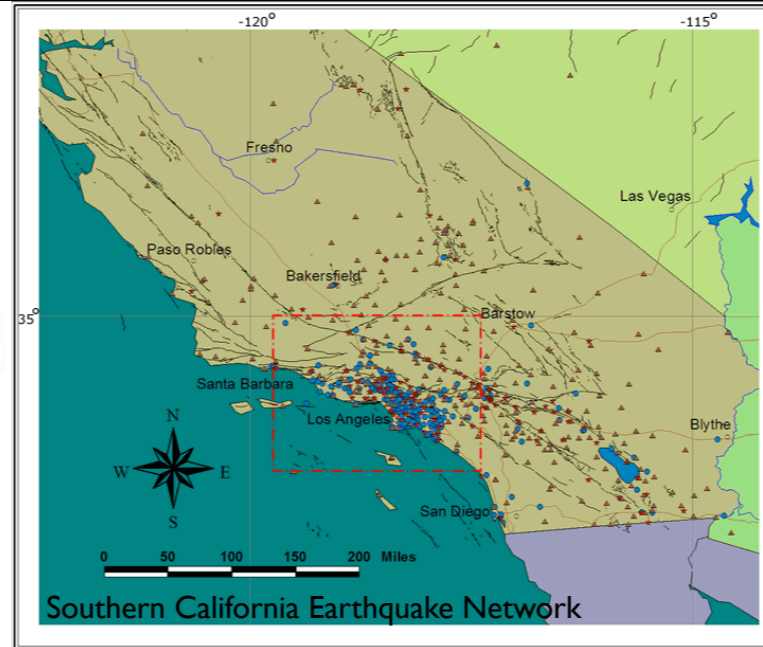 -120°
-115°
Fresno
Las Vegas
Paso Robles
Bakersfield
35°
Barstow
Santa Barbara
Los Angeles
Blythe
N
W E
S
San Diego
0 50 100 150 200 Miles
Southern California Earthquake Network